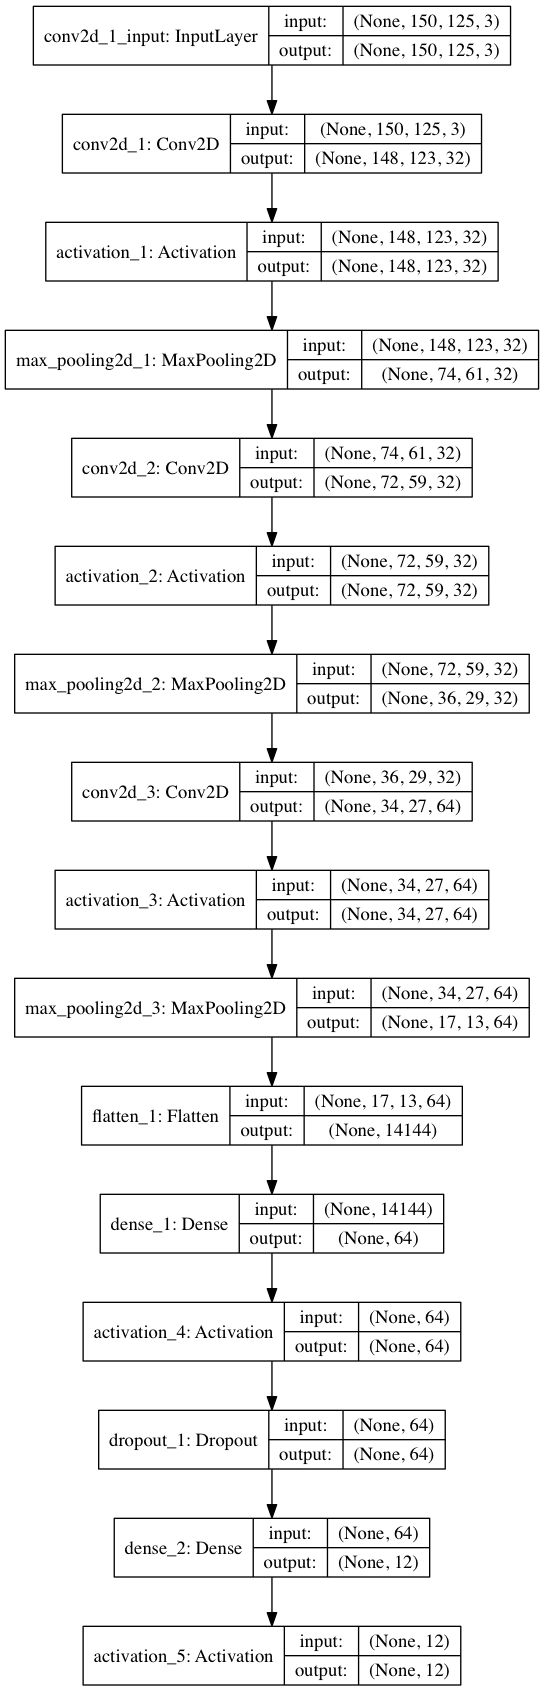 conv2d_1_input: InputLayer
input: (None, 150, 125, 3)
output: (None, 150, 125, 3)
conv2d_1: Conv2D
input: (None, 150, 125, 3)
output: (None, 148, 123, 32)
activation_1: Activation
input: (None, 148, 123, 32)
output: (None, 148, 123, 32)
max_pooling2d_1: MaxPooling2D
input: (None, 148, 123, 32)
output: (None, 74, 61, 32)
conv2d_2: Conv2D
input: (None, 74, 61, 32)
output: (None, 72, 59, 32)
activation_2: Activation
input: (None, 72, 59, 32)
output: (None, 72, 59, 32)
max_pooling2d_2: MaxPooling2D
input: (None, 72, 59, 32)
output: (None, 36, 29, 32)
conv2d_3: Conv2D
input: (None, 36, 29, 32)
output: (None, 34, 27, 64)
activation_3: Activation
input: (None, 34, 27, 64)
output: (None, 34, 27, 64)
max_pooling2d_3: MaxPooling2D
input: (None, 34, 27, 64)
output: (None, 17, 13, 64)
flatten_1: Flatten
input: (None, 17, 13, 64)
output: (None, 14144)
dense_1: Dense
input: (None, 14144)
output: (None, 64)
activation_4: Activation
input: (None, 64)
output: (None, 64)
dropout_1: Dropout
input: (None, 64)
output: (None, 64)
dense_2: Dense
input: (None, 64)
output: (None, 12)
activation_5: Activation
input: (None, 12)
output: (None, 12)